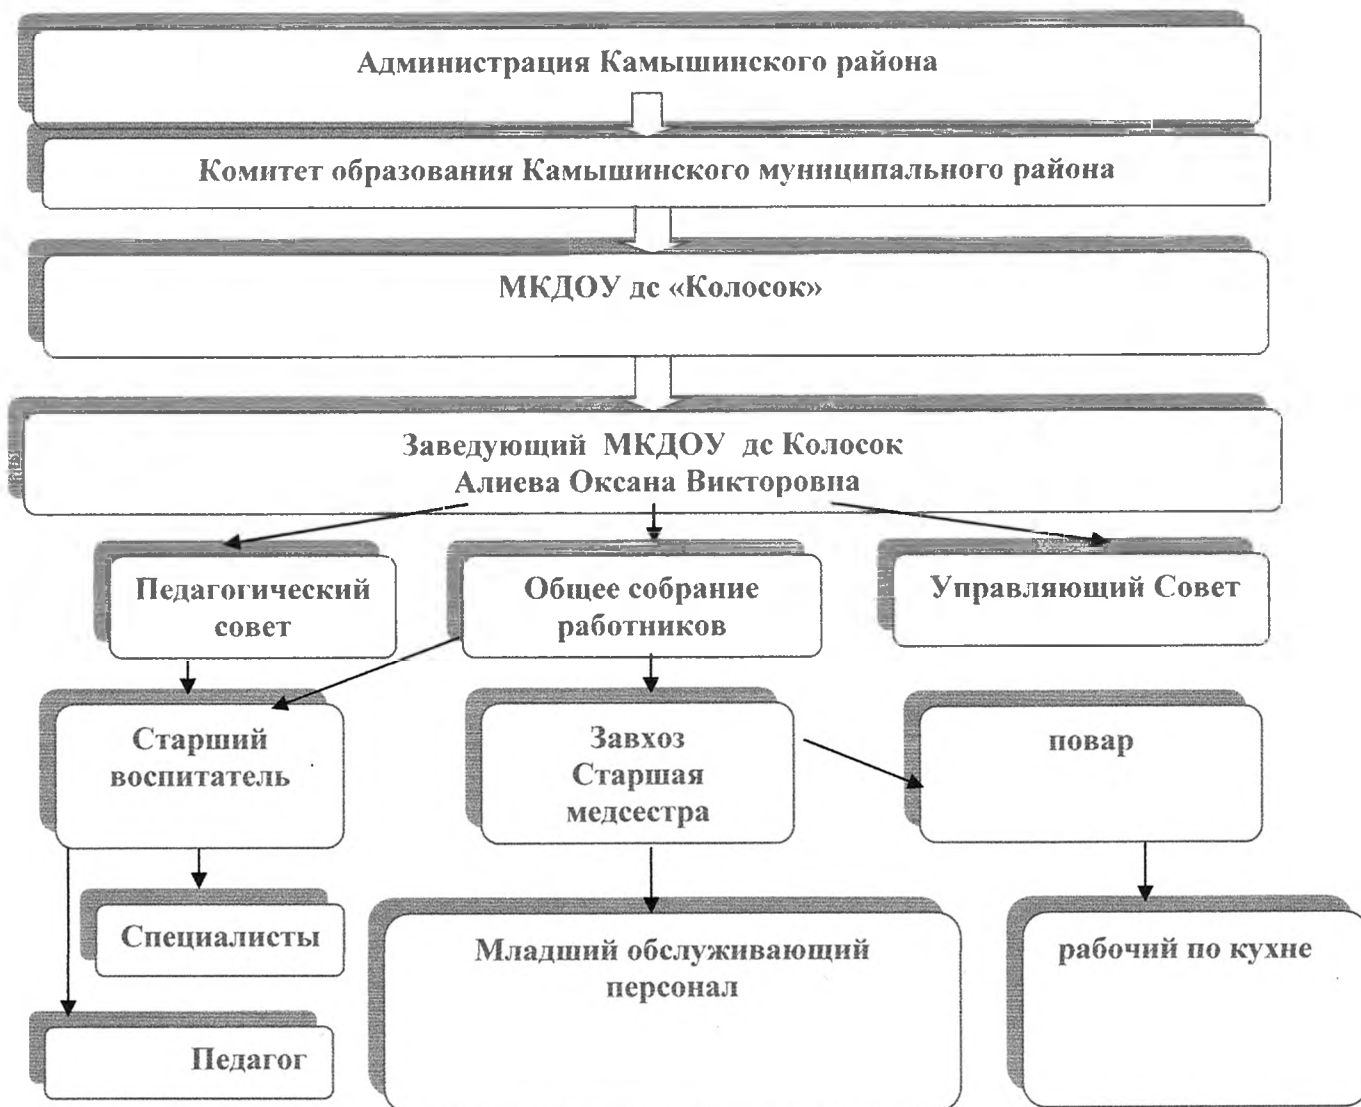 Администрация Камышинского района
Комитет образования Камышинского муниципального района
МКДОУ дс «Колосок»
Заведующий МКДОУ дс Колосок
Алиева Оксана Викторовна
Педагогический
совет
Общее собрание
работников
Управляющий Совет
Старший
воспитатель
Завхоз
Старшая
медсестра
повар
Специалисты
Младший обслуживающий
персонал
рабочий по кухне
Педагог